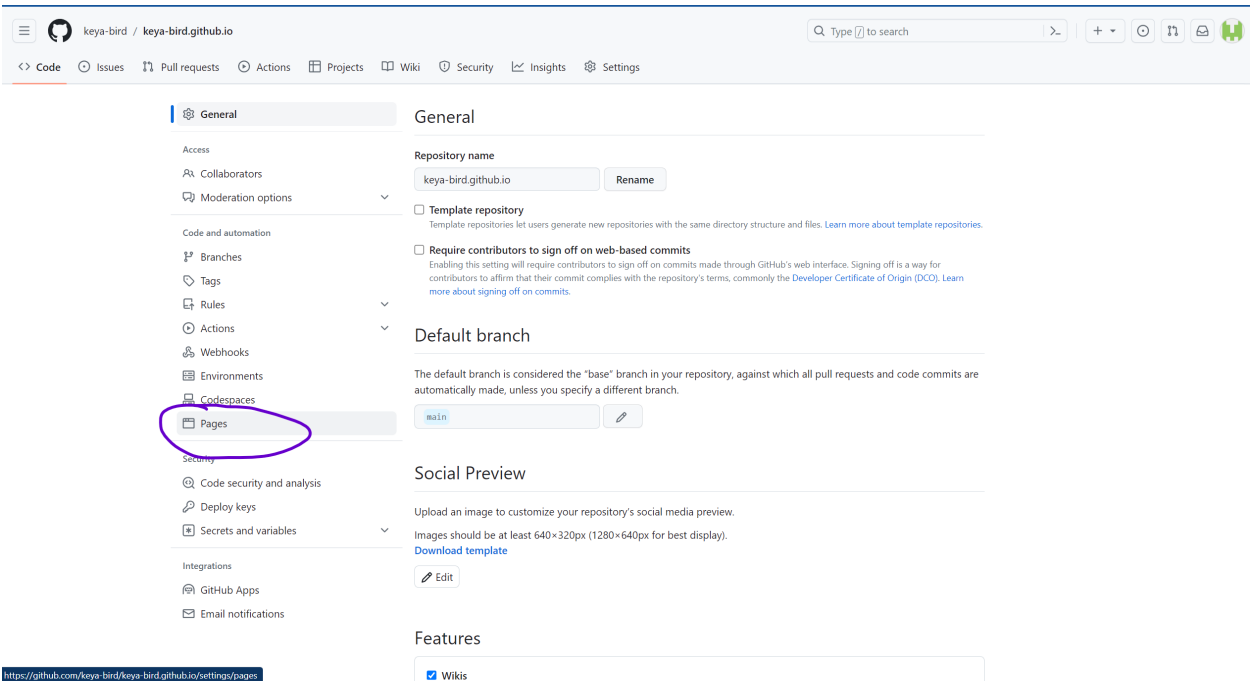 keya-bird / keya-bird.github.io
Type / to search
Code Issues Pull requests Actions Projects Wiki Security Insights Settings
General
Access
Collaborators
Moderation options
Code and automation
Branches
Tags
Rules
Actions
Webhooks
Environments
Codespaces
Pages
Security
Code security and analysis
Deploy keys
Secrets and variables
Integrations
GitHub Apps
Email notifications
General
Repository name
keya-bird.github.io Rename
Template repository
Template repositories let users generate new repositories with the same directory structure and files. Learn more about template repositories.
Require contributors to sign off on web-based commits
Enabling this setting will require contributors to sign off on commits made through GitHub's web interface. Signing off is a way for
contributors to affirm that their commit complies with the repository's terms, commonly the Developer Certificate of Origin (DCO). Learn
more about signing off on commits.
Default branch
The default branch is considered the "base" branch in your repository, against which all pull requests and code commits are
automatically made, unless you specify a different branch.
main
Social Preview
Upload an image to customize your repository's social media preview.
Images should be at least 640×320px (1280×640px for best display).
Download template
Edit
Features
Wikis
https://github.com/keya-bird/keya-bird.github.io/settings/pages